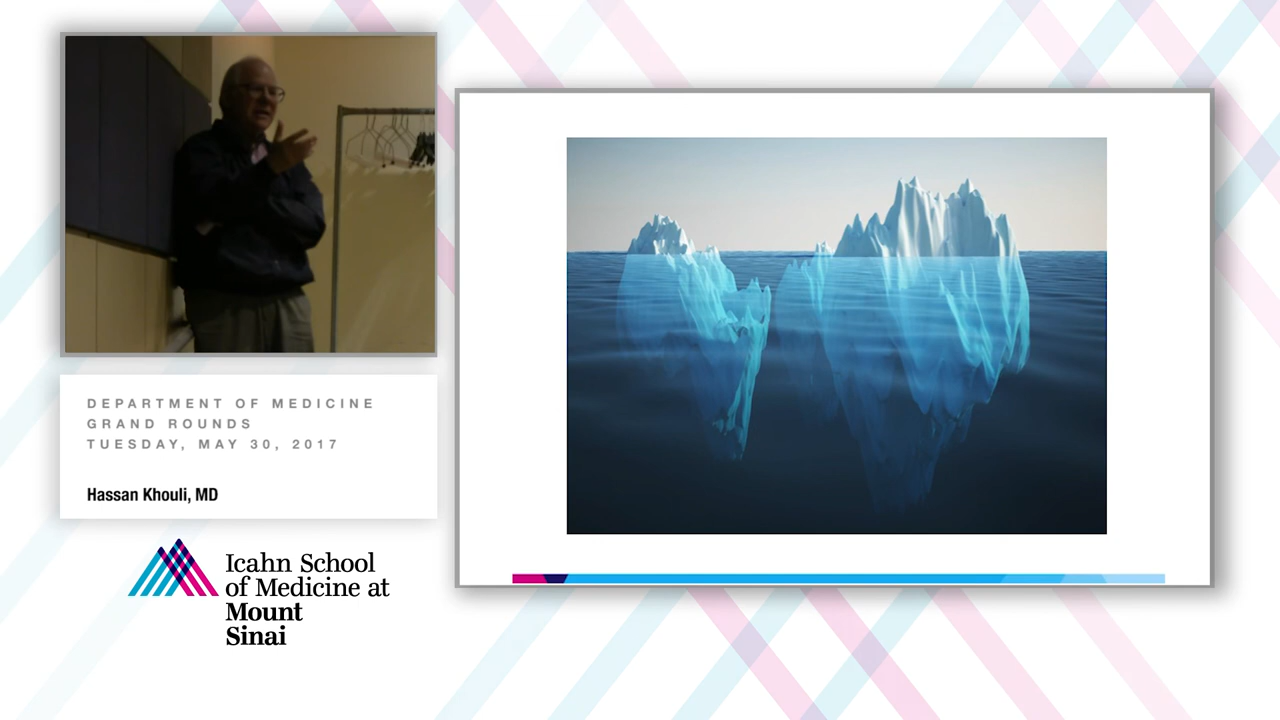 DEPARTMENT OF MEDICINE
GRAND ROUNDS
TUESDAY, MAY 30, 2017
Hassan Khouli, MD
Icahn School
of Medicine at
Mount
Sinai